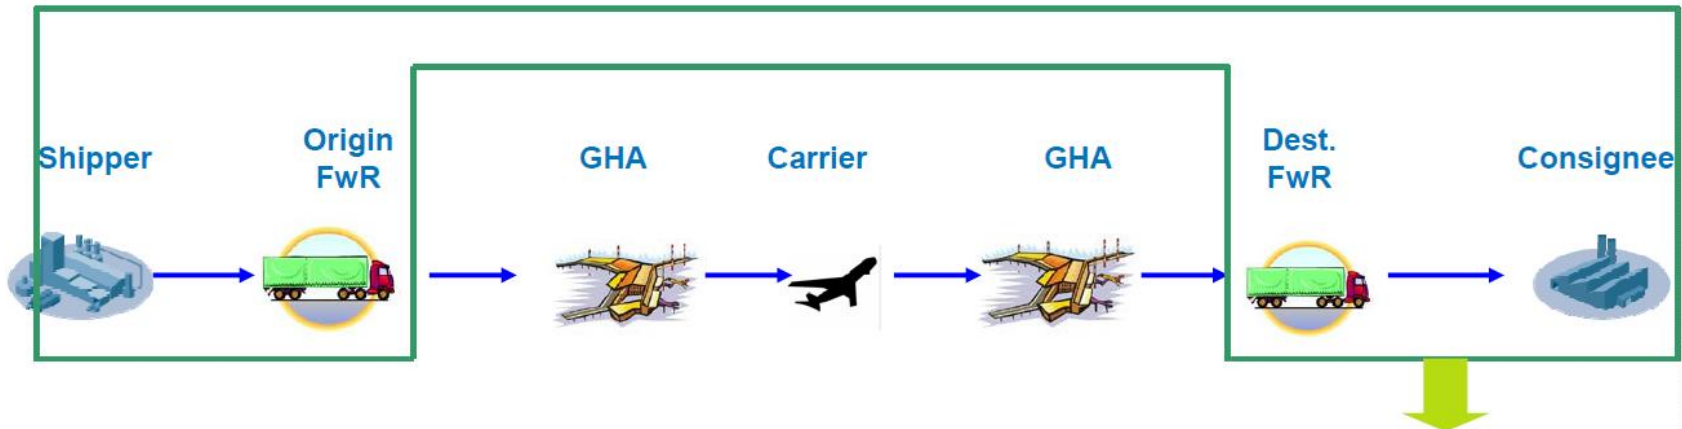 Shipper
Origin
FwR
GHA
Carrier
GHA
Dest.
FwR
Consignee